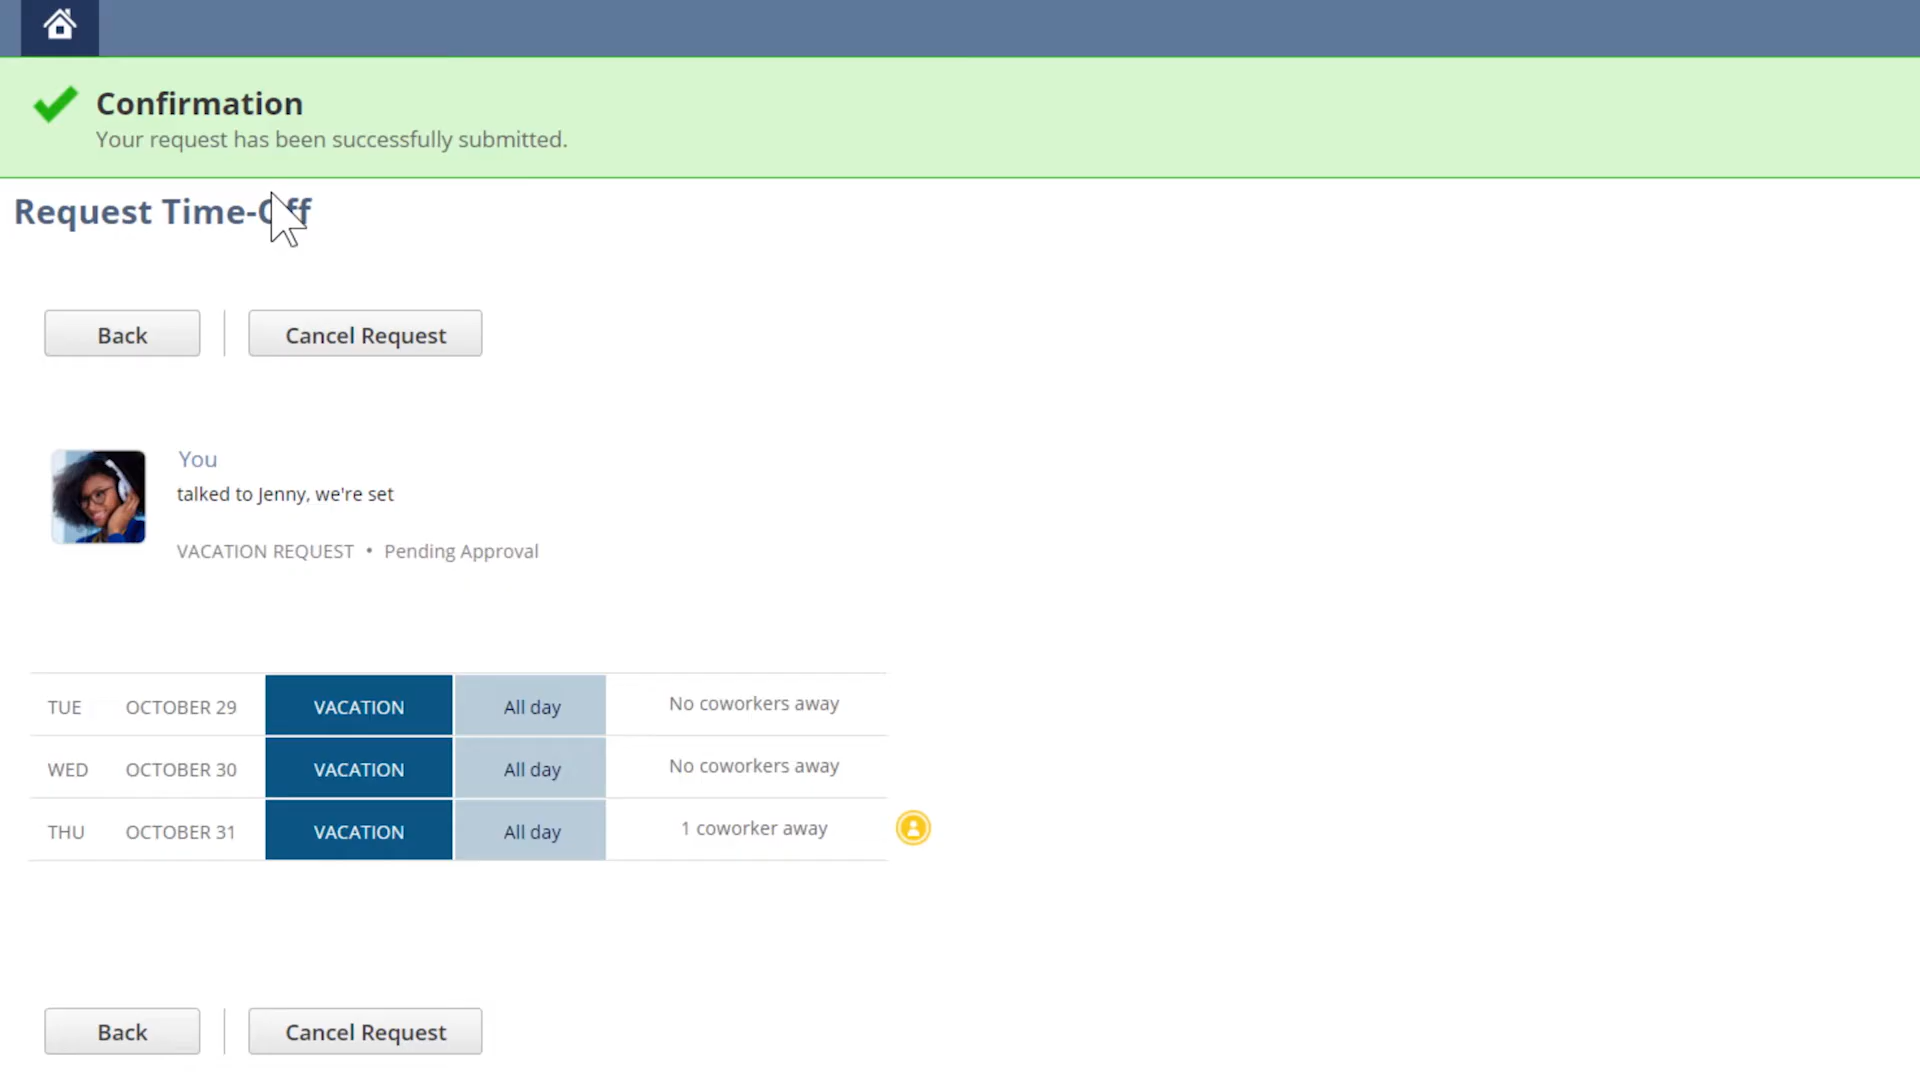 Confirmation
Your request has been successfully submitted.
Request Time-Off
Back
Cancel Request
You
talked to Jenny, we're set
VACATION REQUEST • Pending Approval
TUE OCTOBER 29 VACATION All day No coworkers away
WED OCTOBER 30 VACATION All day No coworkers away
THU OCTOBER 31 VACATION All day 1 coworker away
Back
Cancel Request